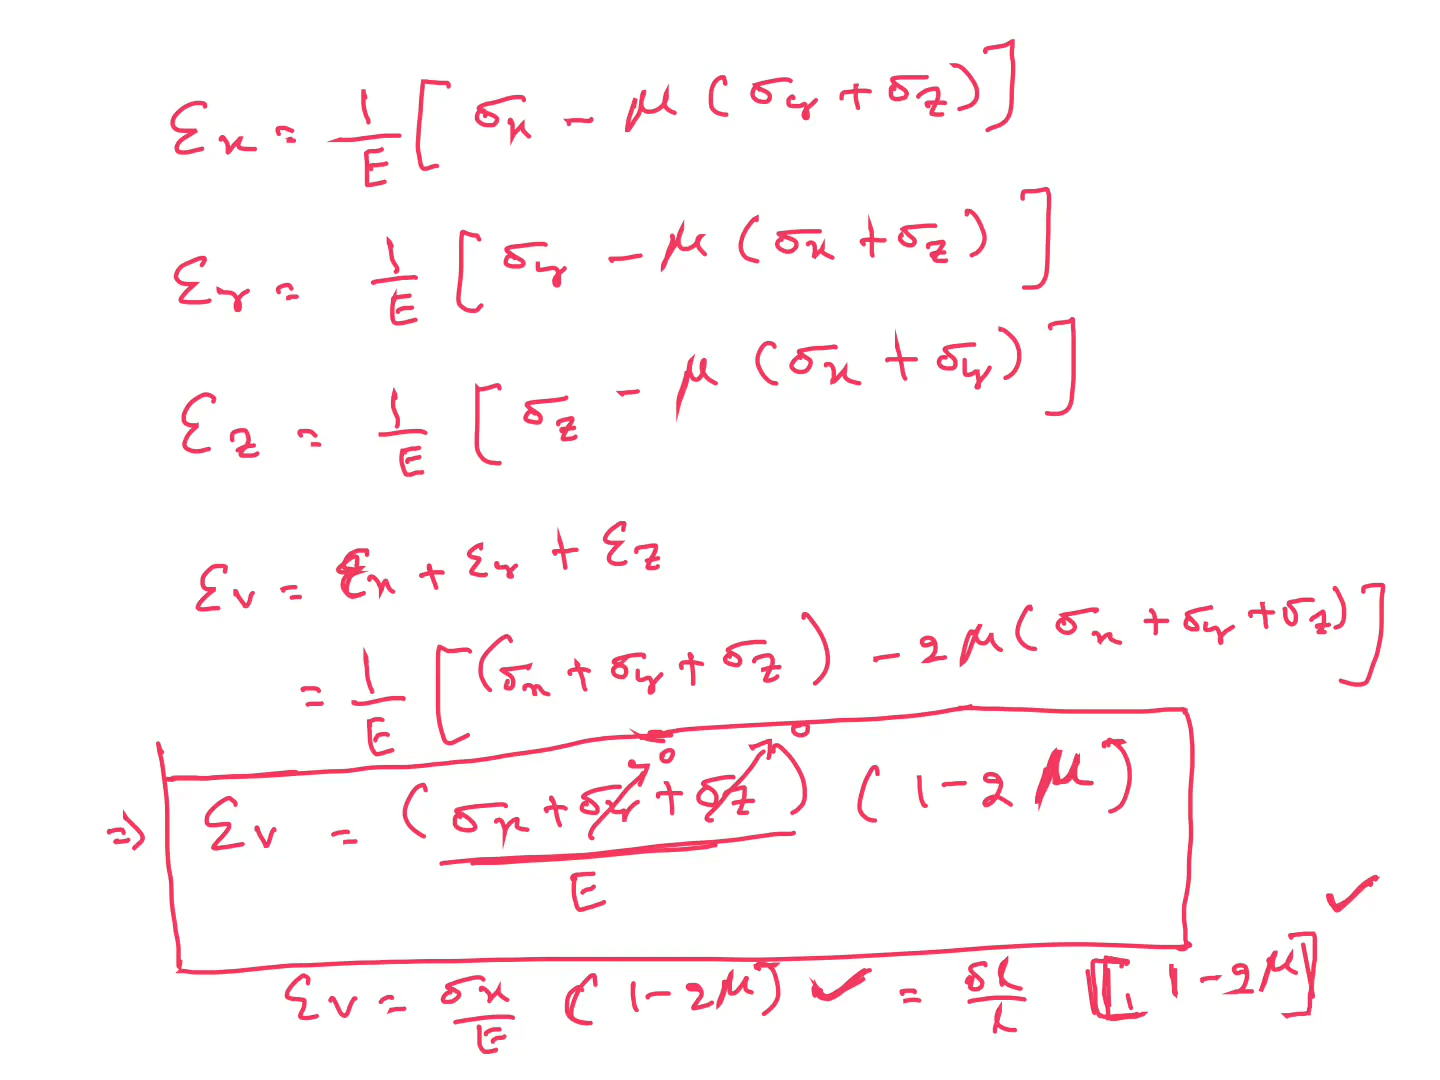 εx = 1/E [σx - μ (σy + σz)]
εy = 1/E [σy - μ (σx + σz)]
εz = 1/E [σz - μ (σx + σy)]
εv = εx + εy + εz
= 1/E [(σx + σy + σz) - 2μ (σx + σy + σz)]
⇒ εv = (σx + σy↗0 + σz↗0)/E (1 - 2μ)
εv = σx/E (1 - 2μ) ✓ = δl/l [1 - 2μ] ✓